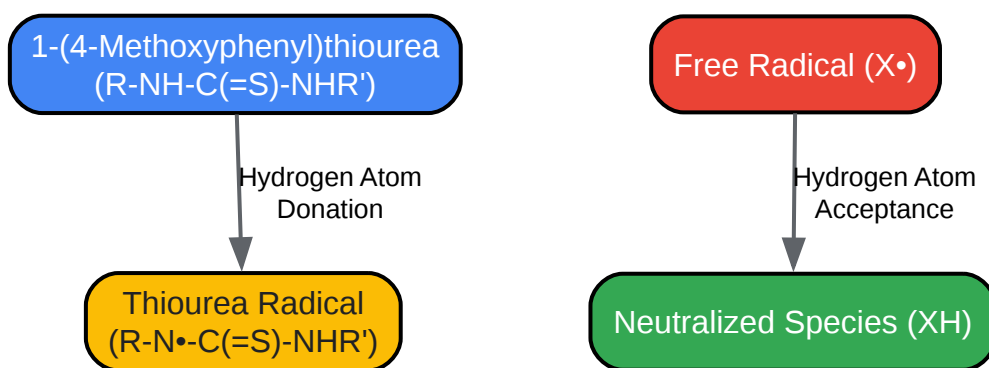 1-(4-Methoxyphenyl)thiourea
(R-NH-C(=S)-NHR')
Free Radical (X•)
Hydrogen Atom
Donation
Hydrogen Atom
Acceptance
Thiourea Radical
(R-N•-C(=S)-NHR')
Neutralized Species (XH)